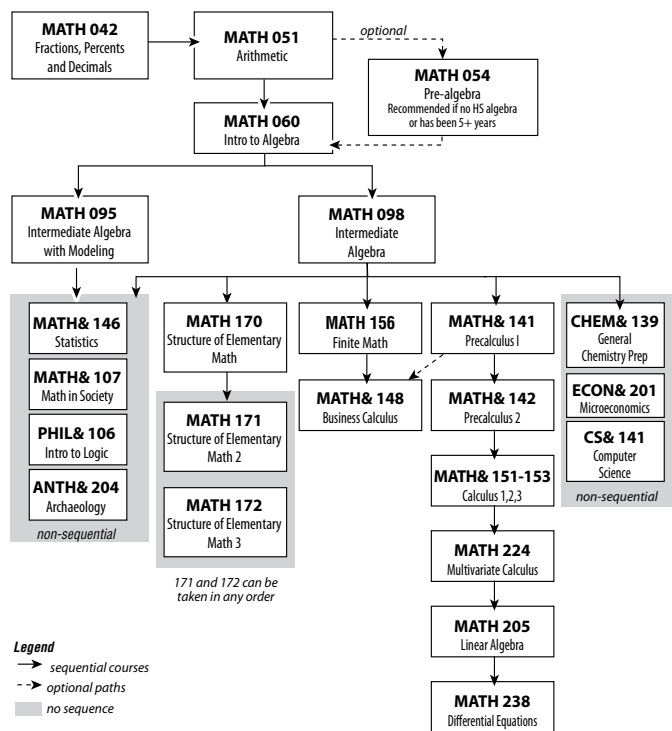 MATH 042
Fractions, Percents
and Decimals
MATH 051
Arithmetic
optional
MATH 054
Pre-algebra
Recommended if no HS algebra
or has been 5+ years
MATH 060
Intro to Algebra
MATH 095
Intermediate Algebra
with Modeling
MATH 098
Intermediate
Algebra
MATH& 146
Statistics
MATH& 107
Math in Society
PHIL& 106
Intro to Logic
ANTH& 204
Archaeology
non-sequential
MATH 170
Structure of Elementary
Math
MATH 171
Structure of Elementary
Math 2
MATH 172
Structure of Elementary
Math 3
171 and 172 can be
taken in any order
MATH 156
Finite Math
MATH& 148
Business Calculus
MATH& 141
Precalculus I
MATH& 142
Precalculus 2
MATH& 151-153
Calculus 1,2,3
MATH 224
Multivariate Calculus
MATH 205
Linear Algebra
MATH 238
Differential Equations
CHEM& 139
General
Chemistry Prep
ECON& 201
Microeconomics
CS& 141
Computer
Science
non-sequential
Legend
sequential courses
optional paths
no sequence